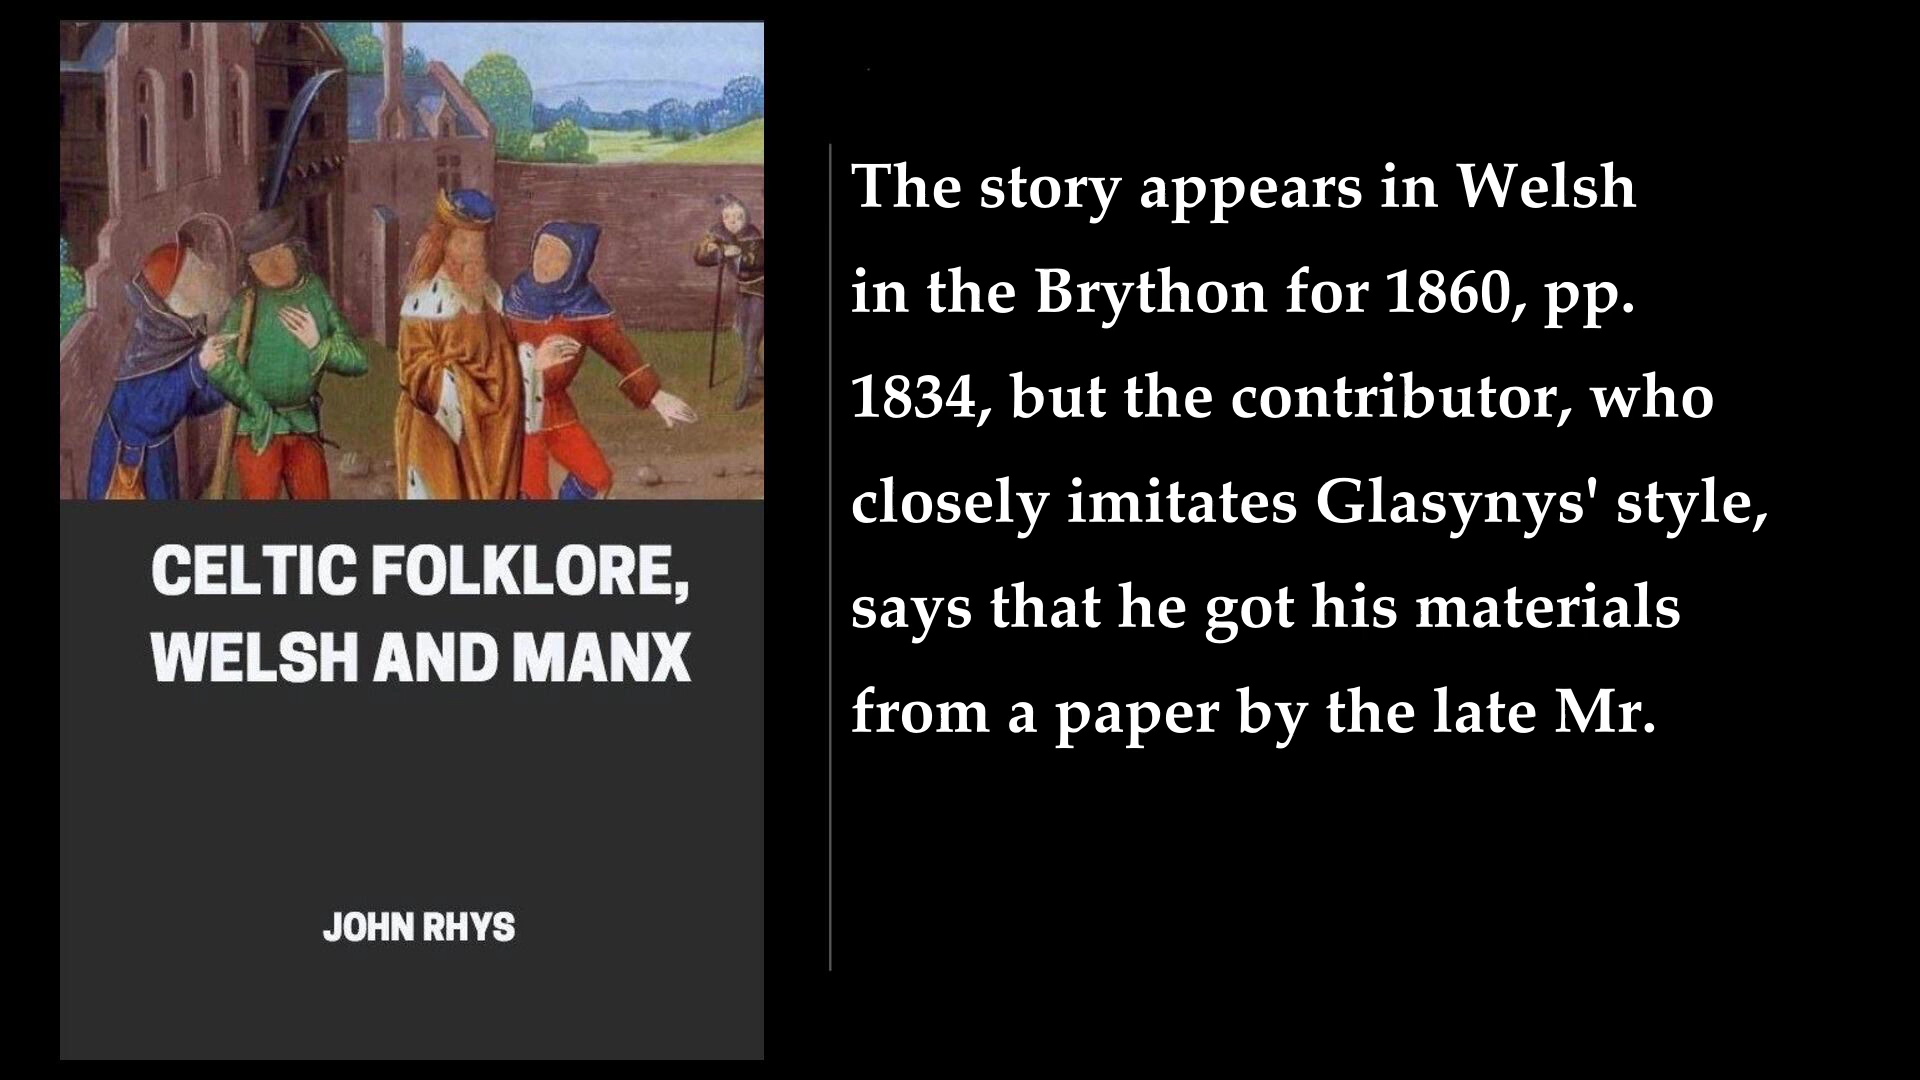 CELTIC FOLKLORE,
WELSH AND MANX
JOHN RHYS
The story appears in Welsh
in the Brython for 1860, pp.
1834, but the contributor, who
closely imitates Glasynys' style,
says that he got his materials
from a paper by the late Mr.